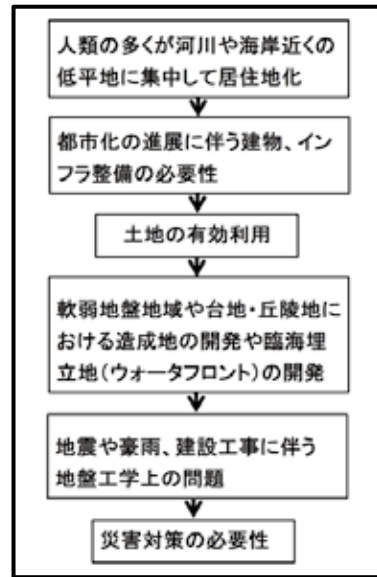 人類の多くが河川や海岸近くの
低平地に集中して居住地化
都市化の進展に伴う建物、イン
フラ整備の必要性
土地の有効利用
軟弱地盤地域や台地・丘陵地に
おける造成地の開発や臨海埋
立地(ウォータフロント)の開発
地震や豪雨、建設工事に伴う
地盤工学上の問題
災害対策の必要性